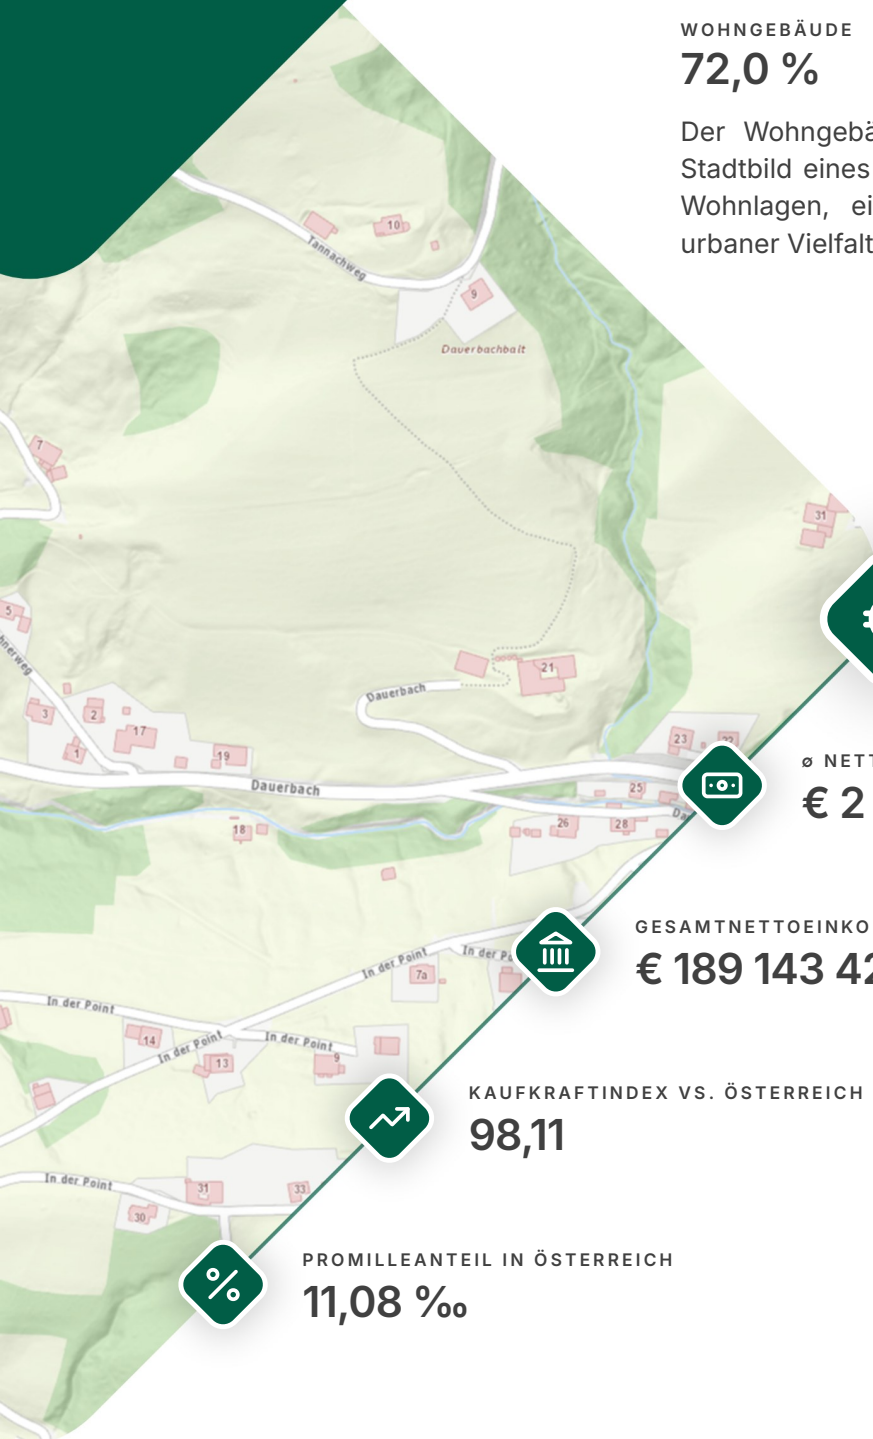 WOHNGEBÄUDE
72,0 %
Der Wohngebä
Stadtbild eines
Wohnlagen, ei
urbaner Vielfalt
10
Tannachweg
9
Dauerbachbalt
7
31
5
21
Dauerbach
3
2
17
1
19
23
Dauerbach
25
18
26
28
ø NETT
€ 2
GESAMTNETTOEINKO
€ 189 143 42
In der Point
7a
In der Point
14
In der Point
13
In der Point
9
KAUFKRAFTINDEX VS. ÖSTERREICH
98,11
In der Point
31
33
30
PROMILLEANTEIL IN ÖSTERREICH
11,08 ‰